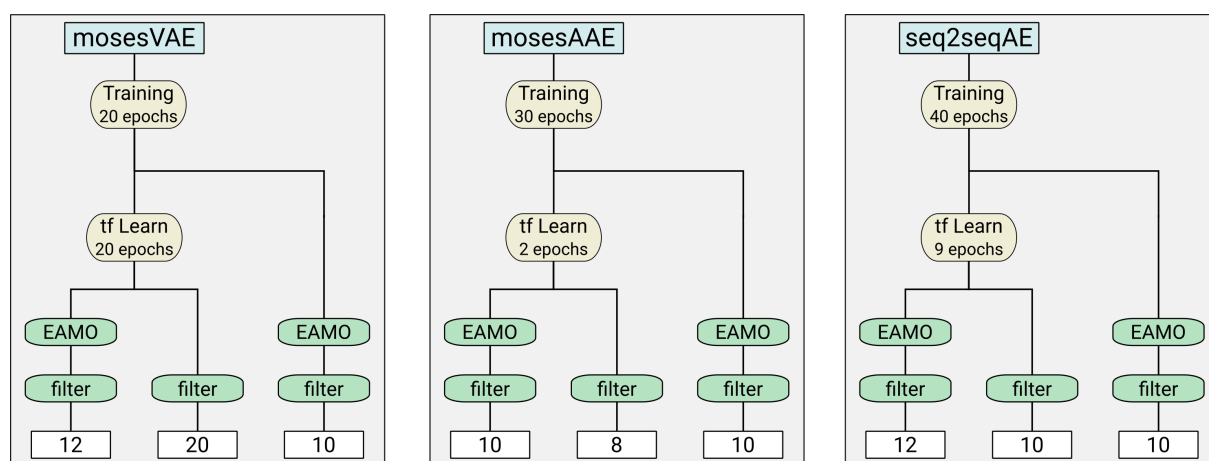 mosesVAE
Training
20 epochs
tf Learn
20 epochs
EAMO
EAMO
filter
filter
filter
12
20
10
mosesAAE
Training
30 epochs
tf Learn
2 epochs
EAMO
EAMO
filter
filter
filter
10
8
10
seq2seqAE
Training
40 epochs
tf Learn
9 epochs
EAMO
EAMO
filter
filter
filter
12
10
10